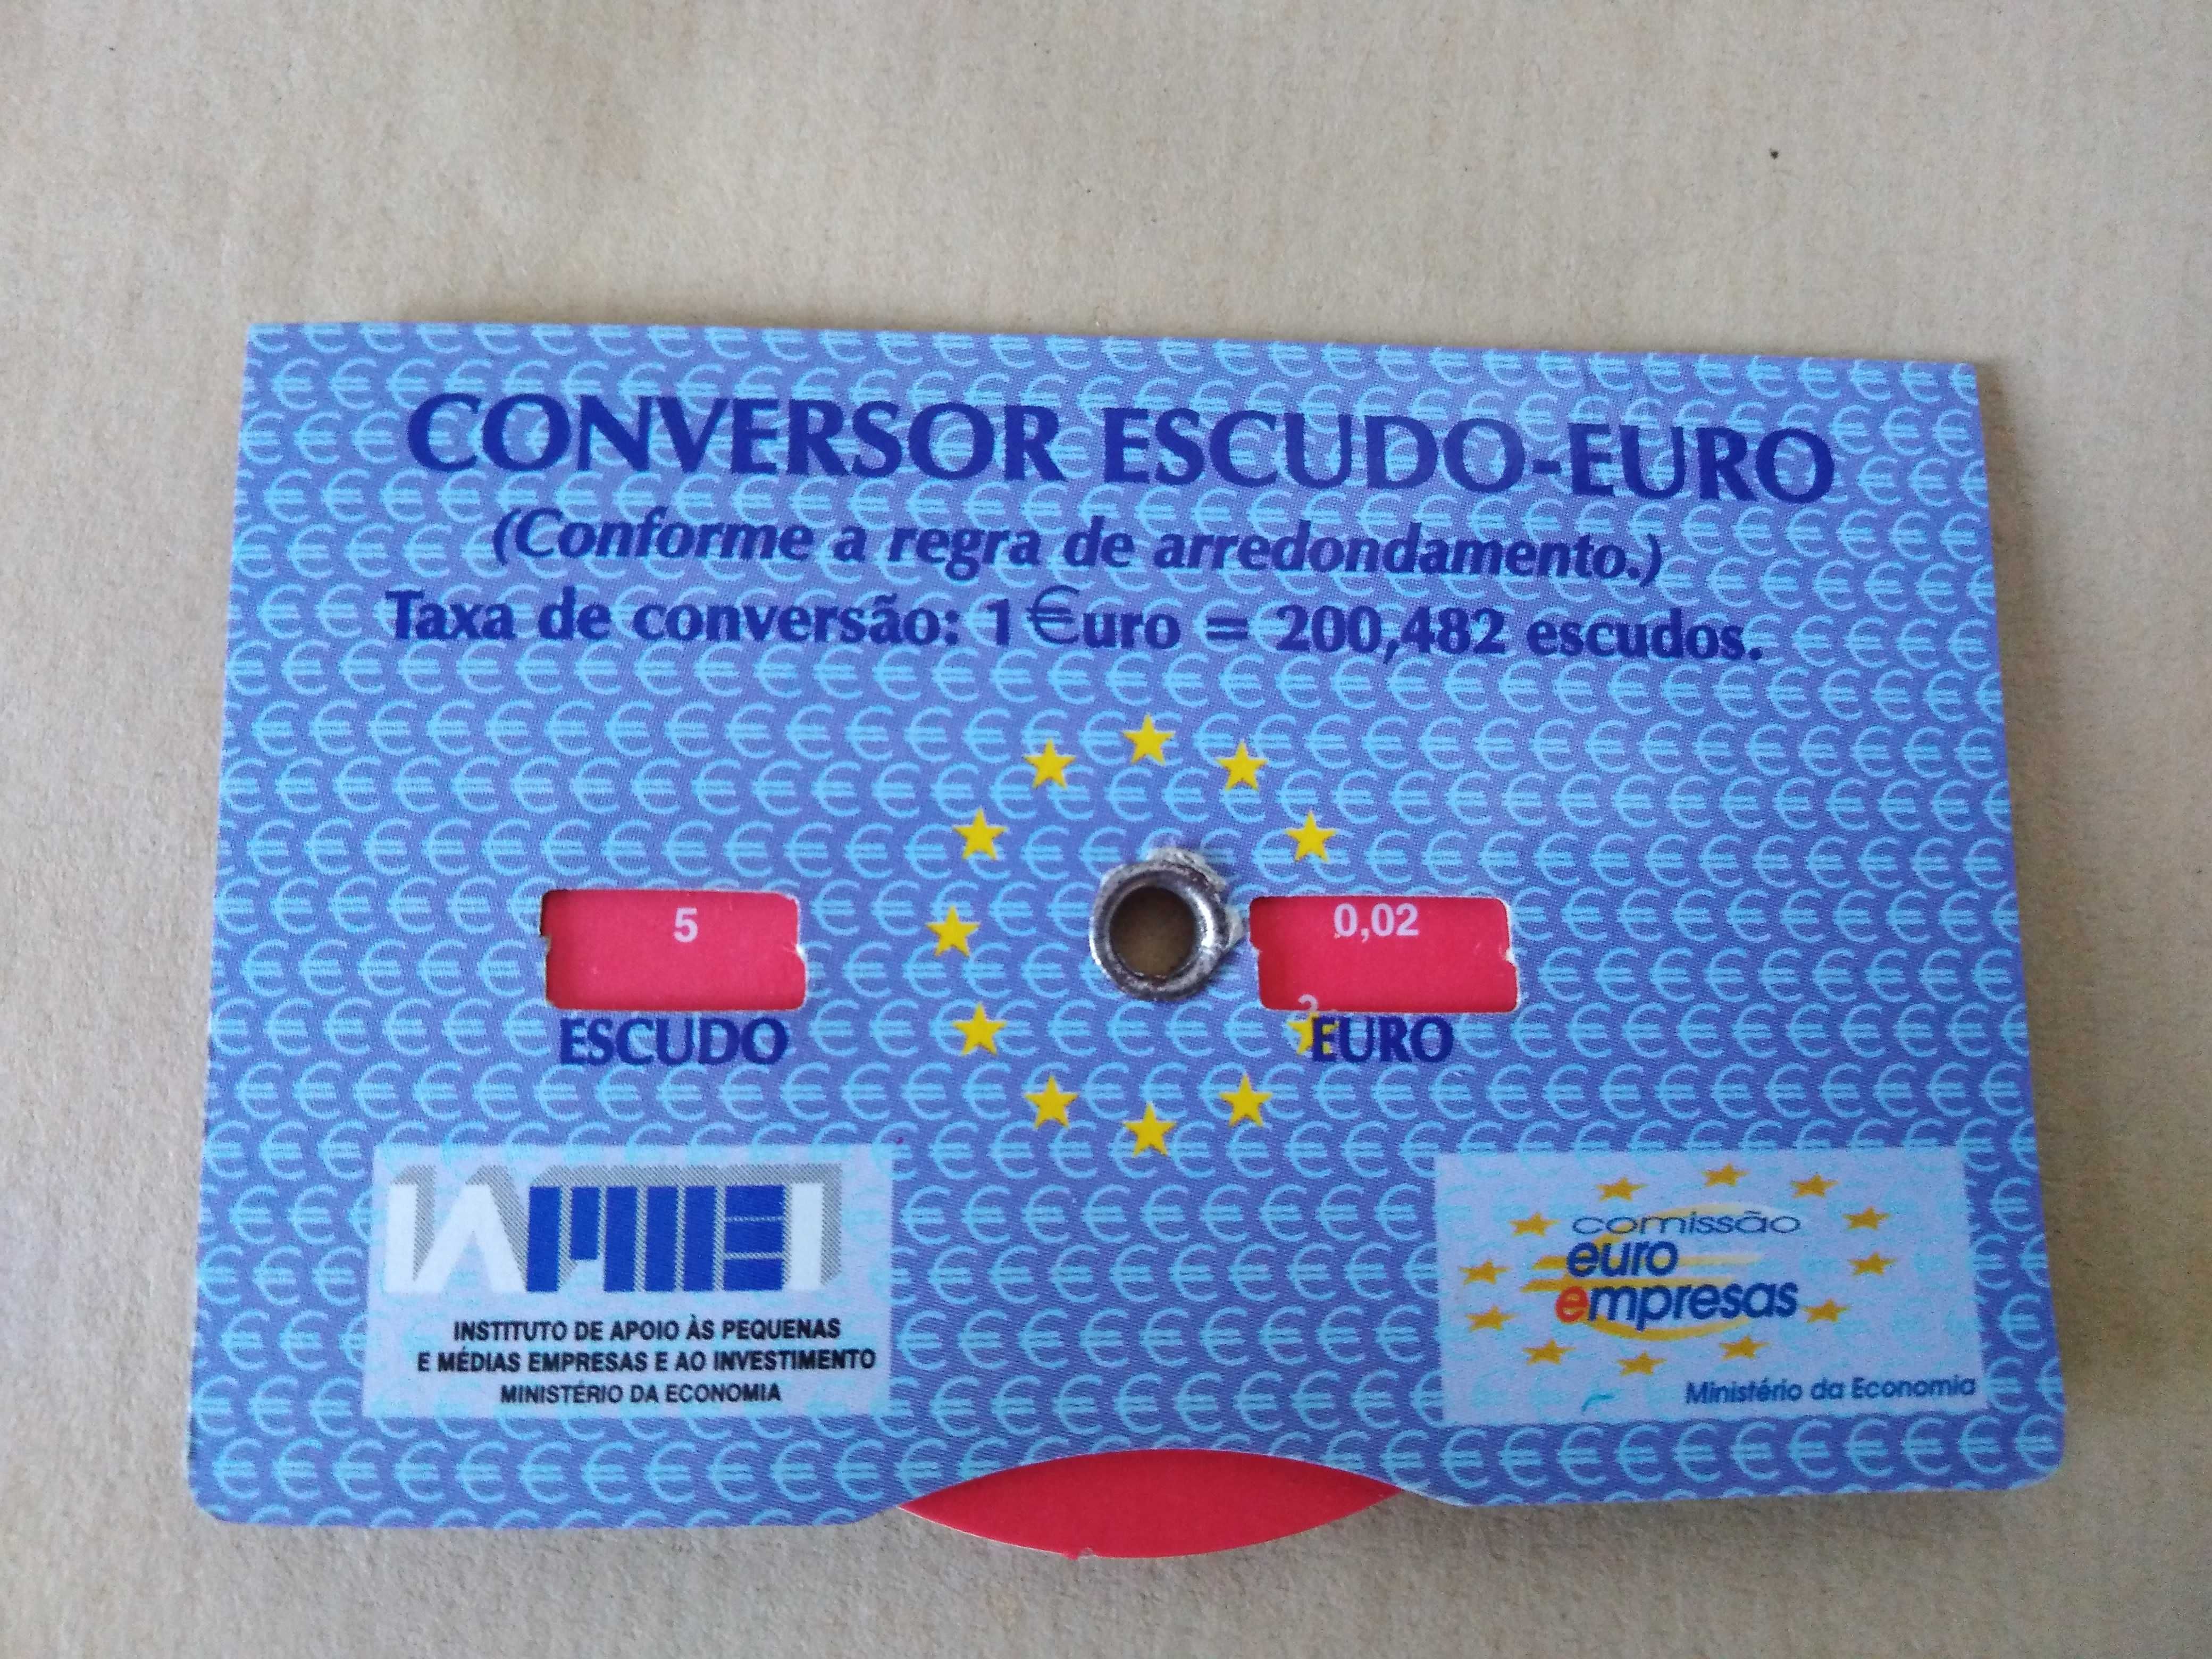 CONVERSOR ESCUDO-EURO
(Conforme a regra de arredondamento.)
Taxa de conversão: 1 €uro = 200,482 escudos.
5
0,02
ESCUDO
EURO
IAPMEI
INSTITUTO DE APOIO ÀS PEQUENAS
E MÉDIAS EMPRESAS E AO INVESTIMENTO
MINISTÉRIO DA ECONOMIA
comissão
euro
empresas
Ministério da Economia